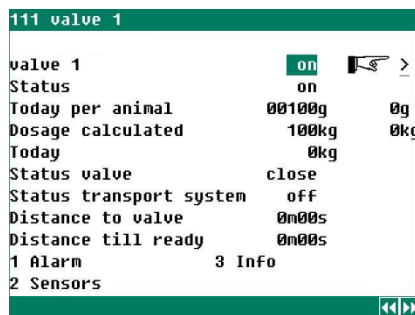 111 valve 1
valve 1 on >
Status on
Today per animal 00100g 0g
Dosage calculated 100kg 0kg
Today 0kg
Status valve close
Status transport system off
Distance to valve 0m00s
Distance till ready 0m00s
1 Alarm 3 Info
2 Sensors